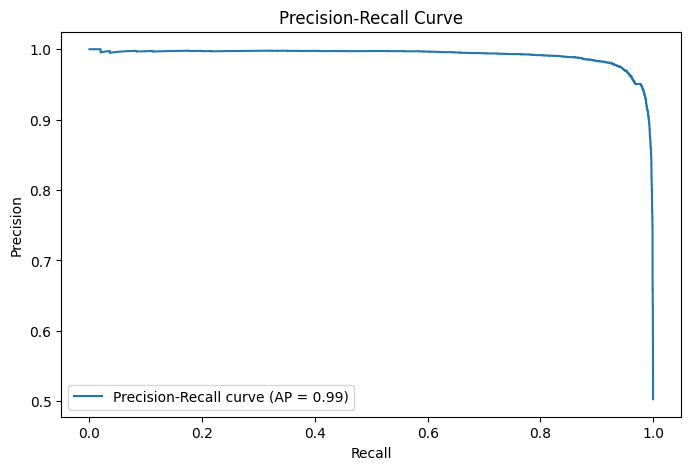 Precision-Recall Curve
1.0
0.9
0.8
0.7
0.6
0.5
Precision
Precision-Recall curve (AP = 0.99)
0.0 0.2 0.4 0.6 0.8 1.0
Recall